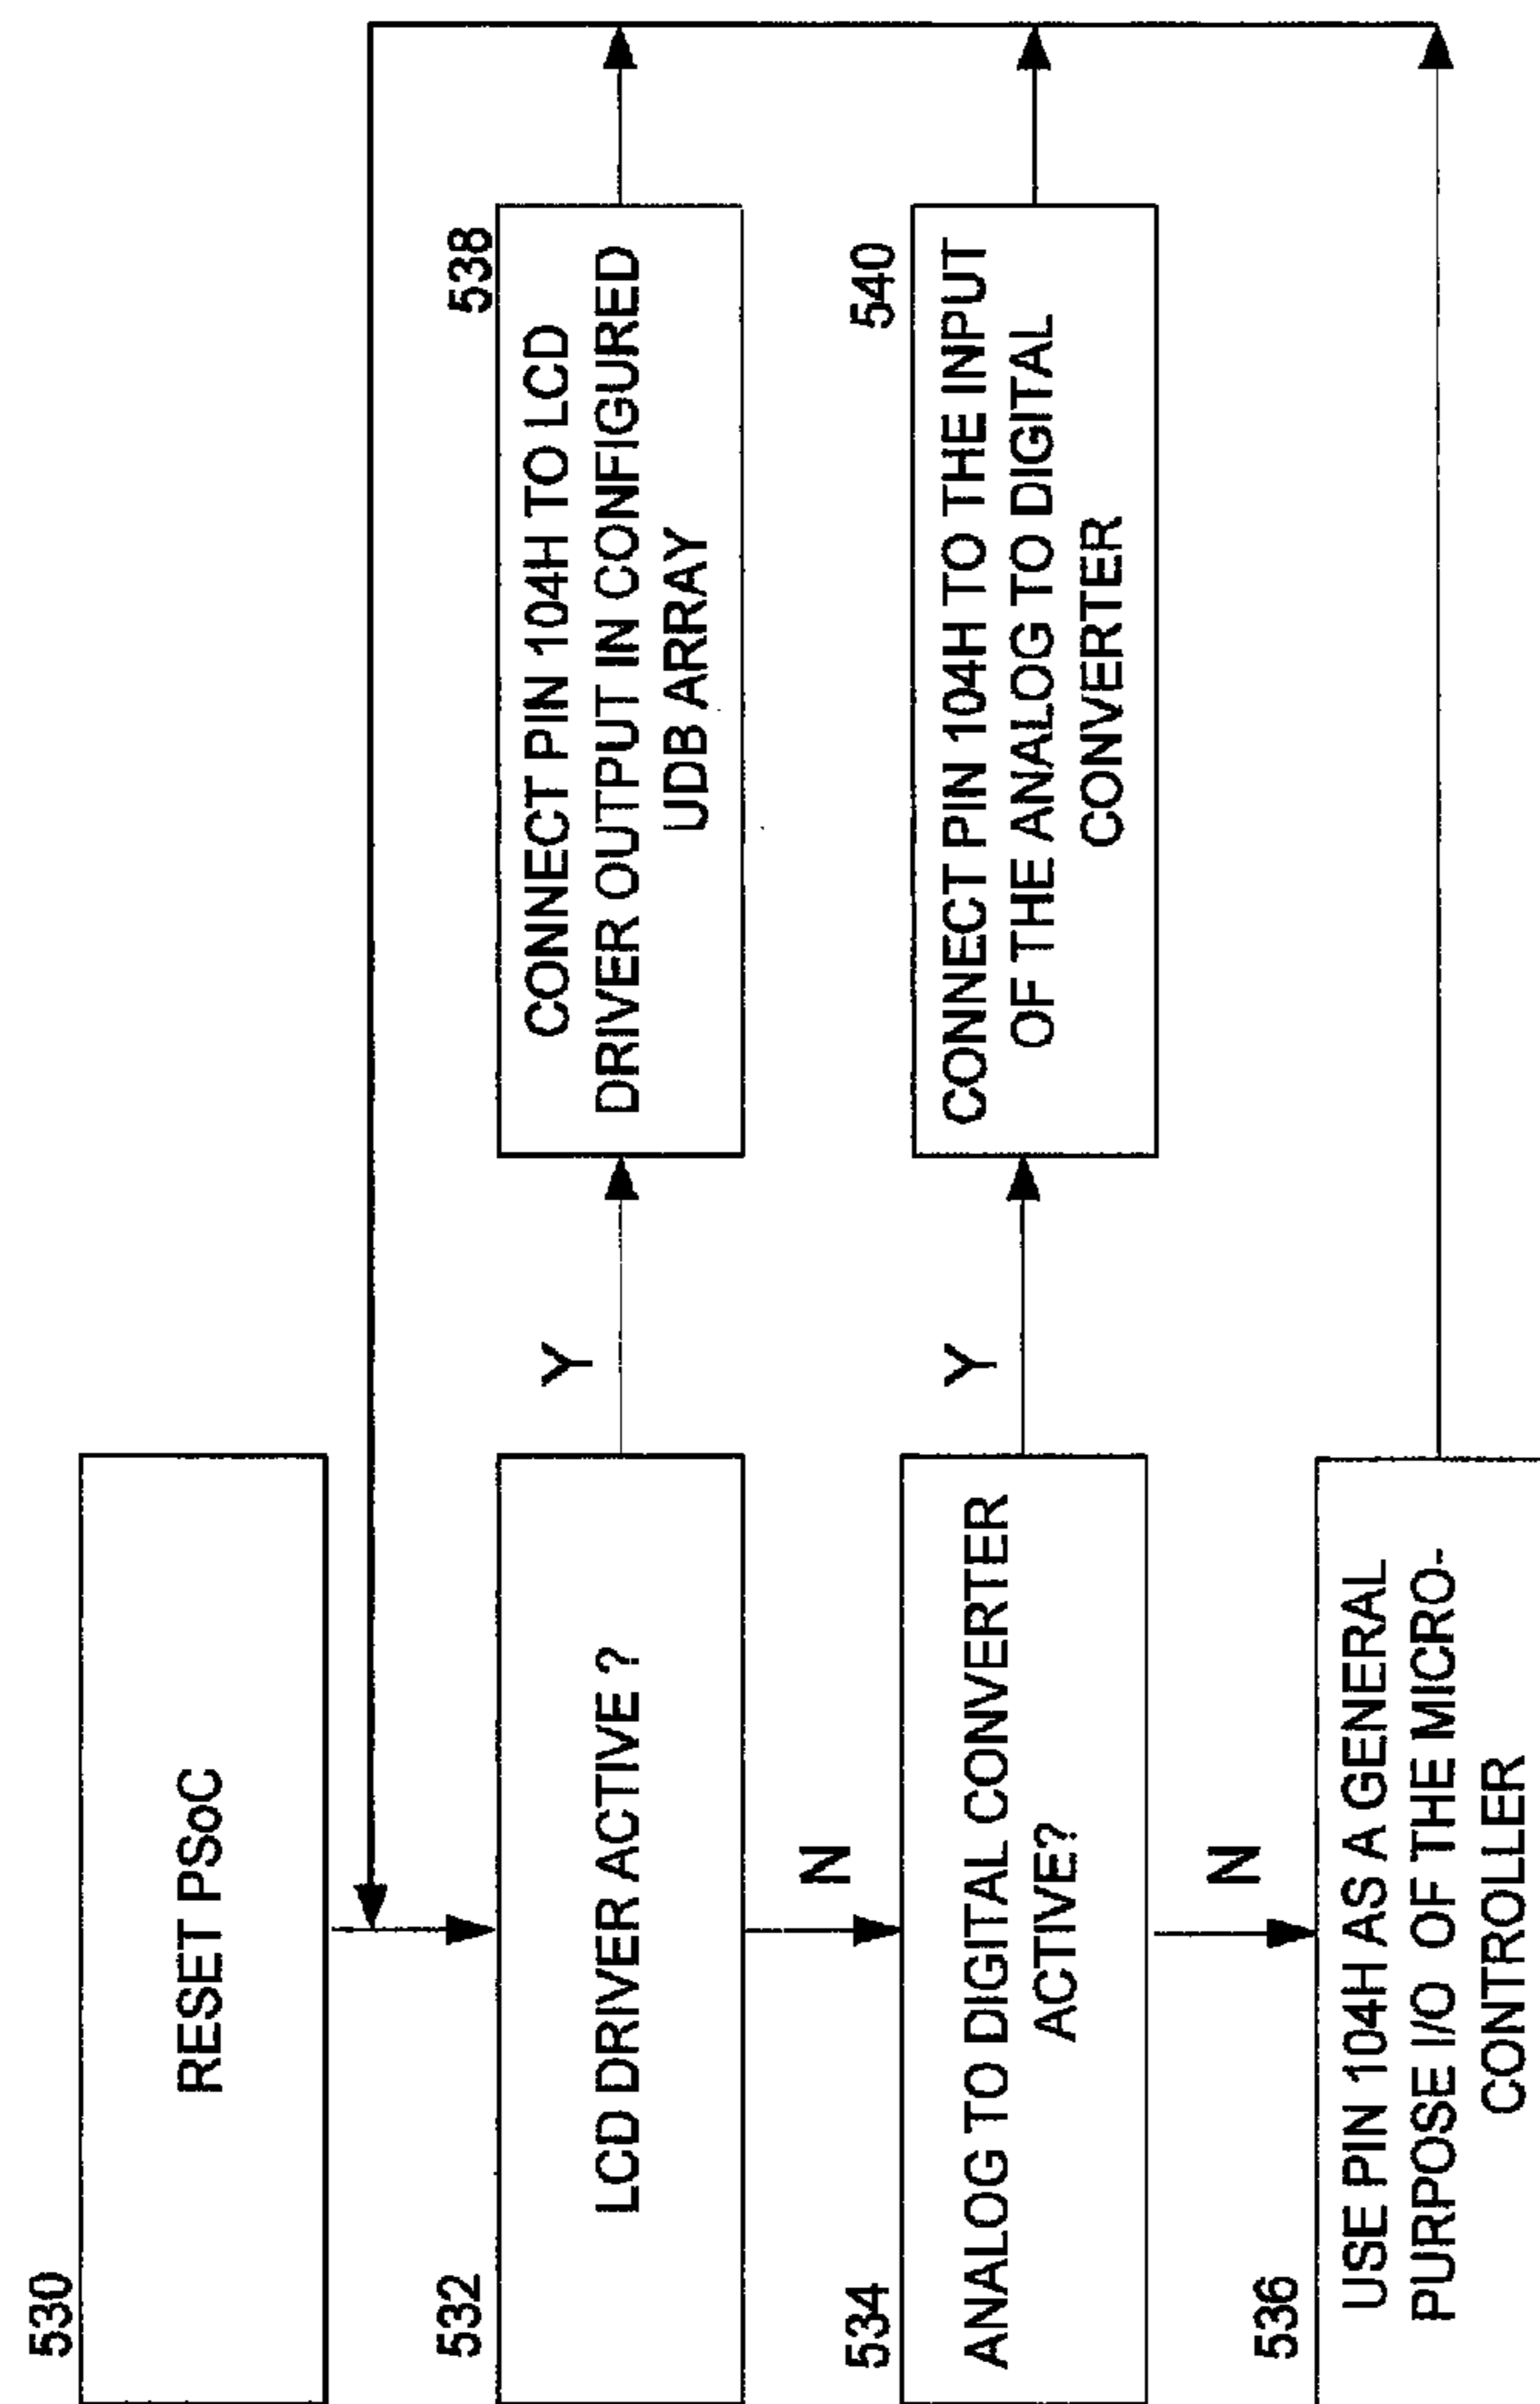 530
RESET PSoC
532
LCD DRIVER ACTIVE ?
Y
538
CONNECT PIN 104H TO LCD
DRIVER OUTPUT IN CONFIGURED
UDB ARRAY
N
534
ANALOG TO DIGITAL CONVERTER
ACTIVE?
Y
540
CONNECT PIN 104H TO THE INPUT
OF THE ANALOG TO DIGITAL
CONVERTER
N
536
USE PIN 104H AS A GENERAL
PURPOSE I/O OF THE MICRO-
CONTROLLER